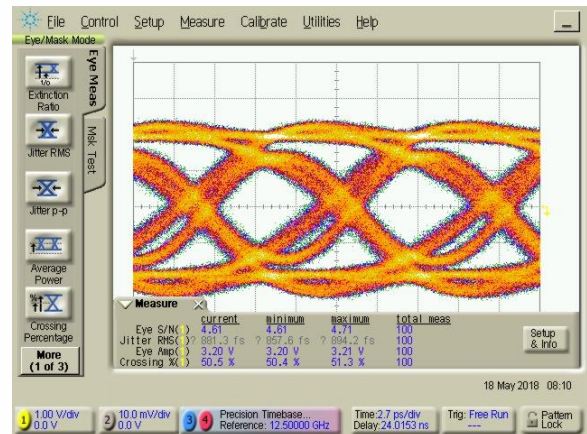 File Control Setup Measure Calibrate Utilities Help
Eye/Mask Mode
Eye Meas
Msk Test
Extinction
Ratio
Jitter RMS
Jitter p-p
Average
Power
Crossing
Percentage
More
(1 of 3)
Measure
current minimum maximum total meas
Eye S/N(1) 4.61 4.61 4.71 100
Jitter RMS(1)? 881.3 fs ? 857.6 fs ? 894.2 fs 100
Eye Amp(1) 3.20 V 3.20 V 3.21 V 100
Crossing %(1) 50.5 % 50.4 % 51.3 % 100
Setup
& Info
18 May 2018 08:10
1 1.00 V/div
0.0 V
2 10.0 mV/div
0.0 V
3 4 Precision Timebase...
Reference: 12.50000 GHz
Time:2.7 ps/div
Delay:24.0153 ns
Trig: Free Run
---
Pattern
Lock